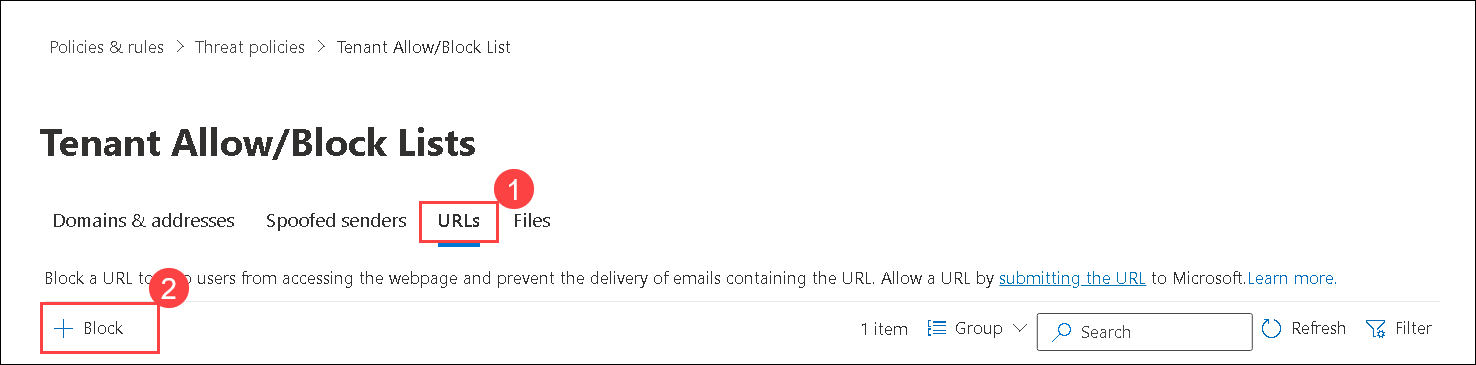 Policies & rules > Threat policies > Tenant Allow/Block List
Tenant Allow/Block Lists
1
Domains & addresses Spoofed senders URLs Files
Block a URL to users from accessing the webpage and prevent the delivery of emails containing the URL. Allow a URL by submitting the URL to Microsoft.Learn more.
2
+ Block 1 item Group Search Refresh Filter